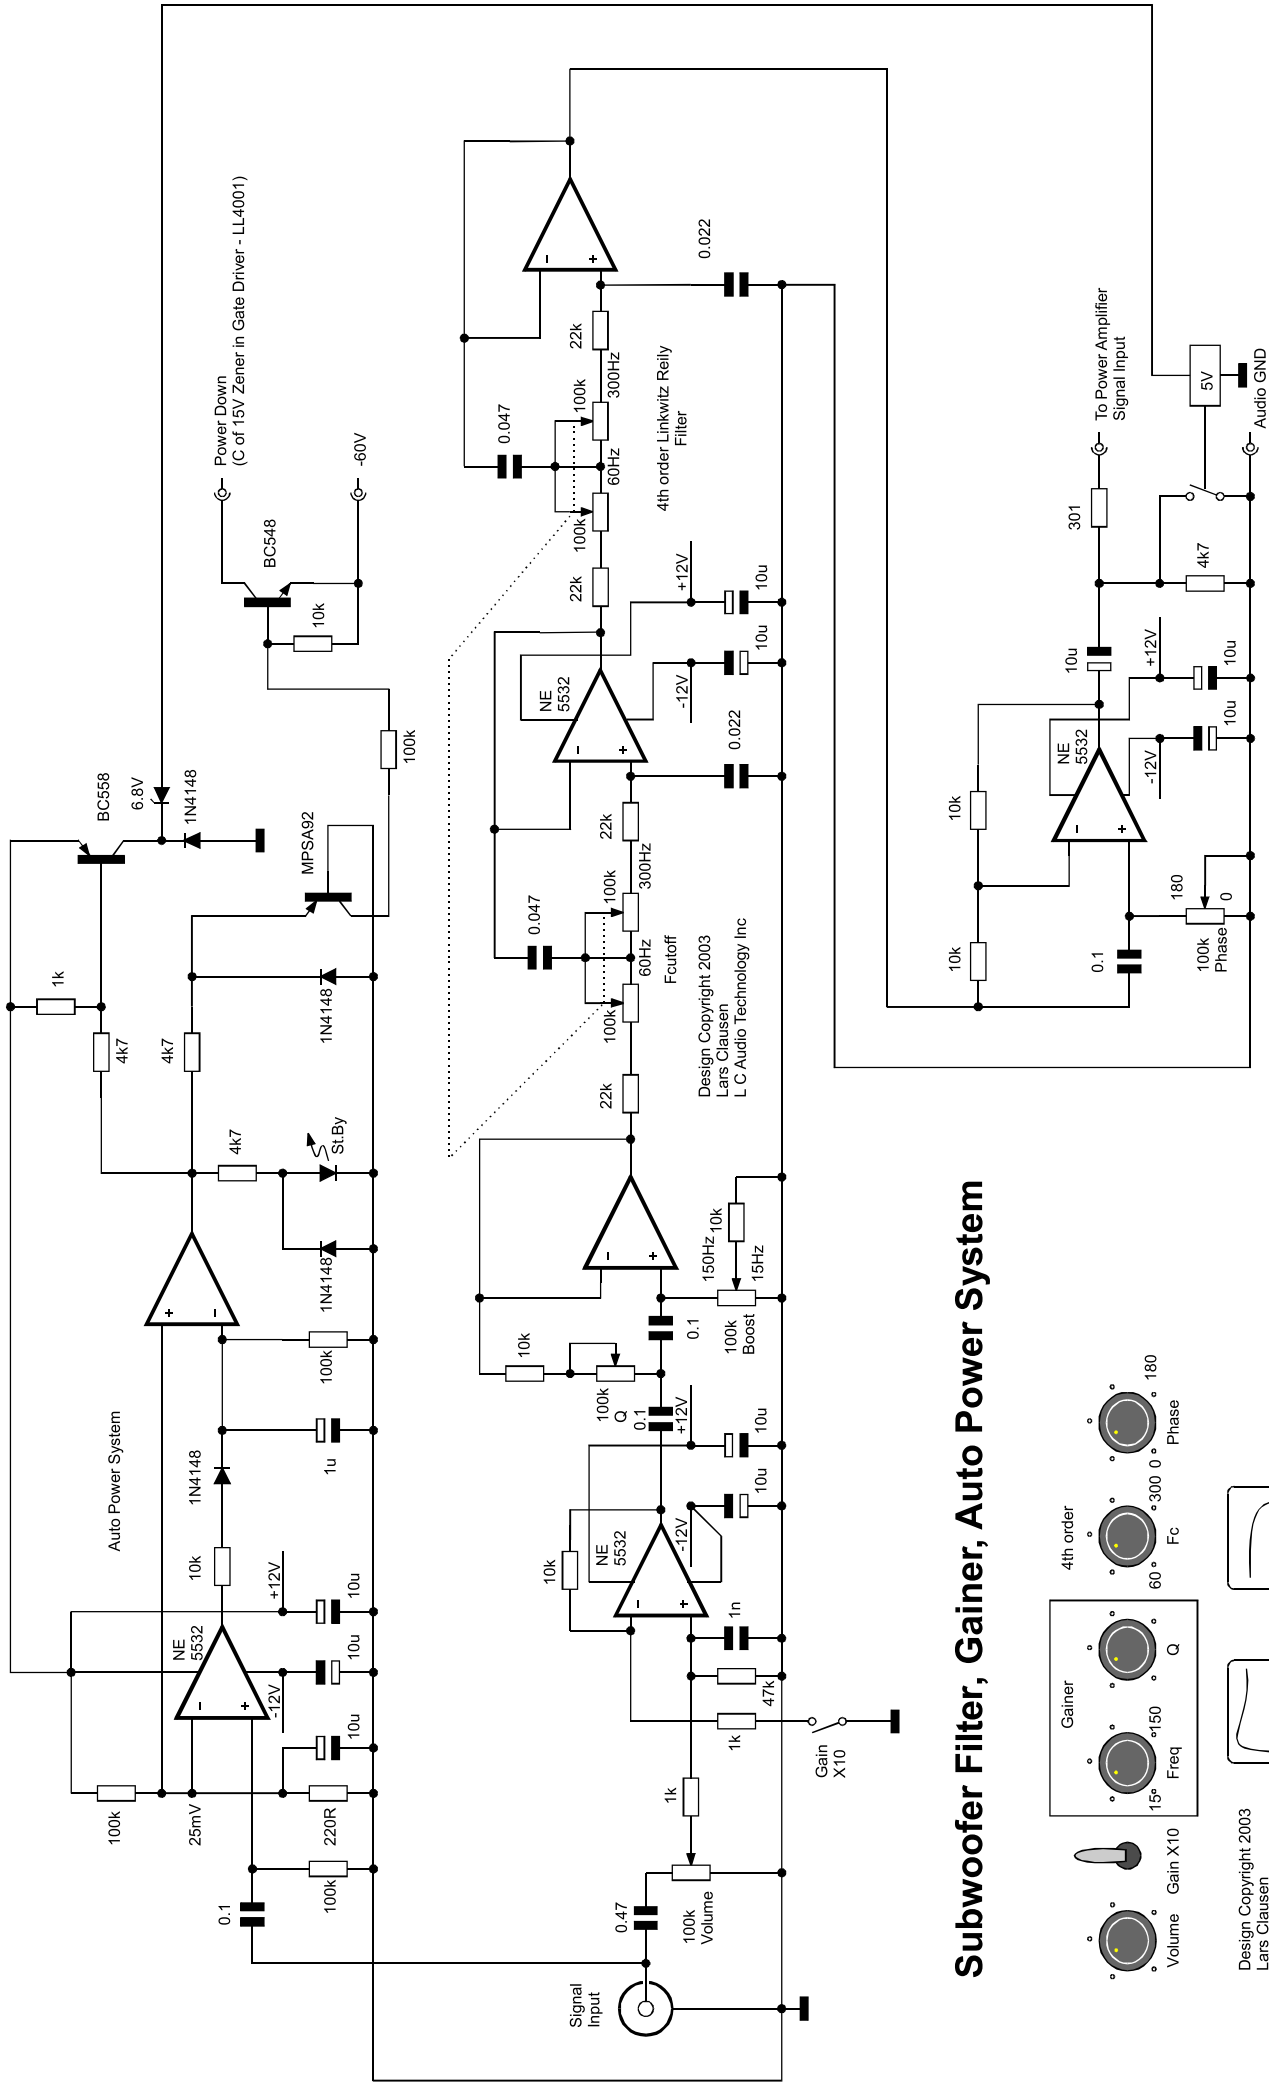 Auto Power System
100k
25mV
220R
100k
0.1
10u
NE
5532
-12V
+12V
10u
10u
10k
1N4148
1u
100k
1N4148
St.By
4k7
4k7
4k7
1k
1N4148
MPSA92
BC558
6.8V
1N4148
100k
10k
BC548
Power Down
(C of 15V Zener in Gate Driver - LL4001)
-60V
Signal
Input
0.47
100k
Volume
1k
1k
Gain
X10
47k
1n
10k
NE
5532
-12V
+12V
10u
10u
0.1
100k
Q
10k
0.1
100k
Boost
150Hz
15Hz
10k
22k
100k
60Hz
100k
300Hz
Fcutoff
22k
0.047
0.022
NE
5532
-12V
+12V
10u
10u
22k
100k
60Hz
100k
300Hz
22k
0.047
0.022
4th order Linkwitz Reily
Filter
Design Copyright 2003
Lars Clausen
L C Audio Technology Inc
10k
10k
0.1
100k
Phase
180
0
NE
5532
-12V
+12V
10u
10u
10u
4k7
301
To Power Amplifier
Signal Input
5V
Audio GND
Subwoofer Filter, Gainer, Auto Power System
Volume
Gain X10
Gainer
15
Freq
150
Q
4th order
60
Fc
300
0
Phase
180
Design Copyright 2003
Lars Clausen